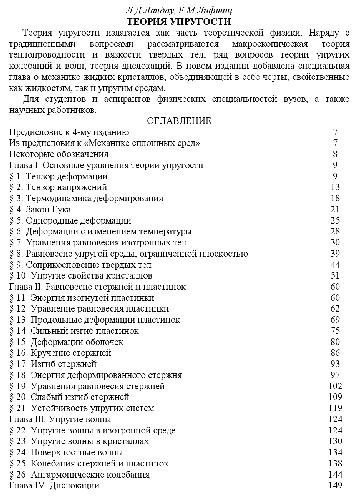 Л Д Ландау, Е М Лифшиц
ТЕОРИЯ УПРУГОСТИ
Теория упругости излагается как часть теоретической физики. Наряду с
традиционными вопросами рассматриваются макроскопическая теория
теплопроводности и вязкости твердых тел, ряд вопросов теории упругих
колебаний и волн, теория дислокаций. В новом издании добавлена специальная
глава о механике жидких кристаллов, объединяющей в себе черты, свойственные
как жидкостям, так и упругим средам.
Для студентов и аспирантов физических специальностей вузов, а также
научных работников.
ОГЛАВЛЕНИЕ
Предисловие к 4-му изданию 7
Из предисловия к «Механике сплошных сред» 7
Некоторые обозначения 8
Глава I. Основные уравнения теории упругости 9
§ 1. Тензор деформации 9
§ 2. Тензор напряжений 13
§ 3. Термодинамика деформирования 18
§ 4. Закон Гука 21
§ 5. Однородные деформации 25
§ 6. Деформации с изменением температуры 28
§ 7. Уравнения равновесия изотропных тел 30
§ 8. Равновесие упругой среды, ограниченной плоскостью 39
§ 9. Соприкосновение твердых тел 44
§ 10. Упругие свойства кристаллов 51
Глава II. Равновесие стержней и пластинок 60
§ 11. Энергия изогнутой пластинки 60
§ 12. Уравнение равновесия пластинки 62
§ 13. Продольные деформации пластинок 69
§ 14. Сильный изгиб пластинок 75
§ 15. Деформации оболочек 80
§ 16. Кручение стержней 86
§ 17. Изгиб стержней 93
§ 18. Энергия деформированного стержня 97
§ 19. Уравнения равновесия стержней 102
§ 20. Слабый изгиб стержней 109
§ 21. Устойчивость упругих систем 119
Глава III. Упругие волны 124
§ 22. Упругие волны в изотропной среде 124
§ 23. Упругие волны в кристаллах 130
§ 24. Поверхностные волны 134
§ 25. Колебания стержней и пластинок 138
§ 26. Ангармонические колебания 144
Глава IV. Дислокации 149